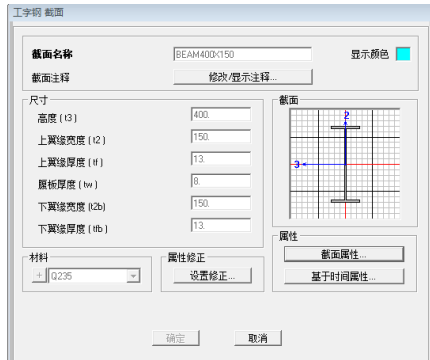 工字钢 截面
截面名称 BEAM400X150 显示颜色
截面注释 修改/显示注释...
尺寸 截面
高度 ( t3 ) 400.
上翼缘宽度 ( t2 ) 150.
上翼缘厚度 ( tf ) 13.
腹板厚度 ( tw ) 8.
下翼缘宽度 (t2b) 150.
下翼缘厚度 ( tfb ) 13.
2
3
属性
材料 属性修正 截面属性...
+ Q235 设置修正... 基于时间属性...
确定 取消